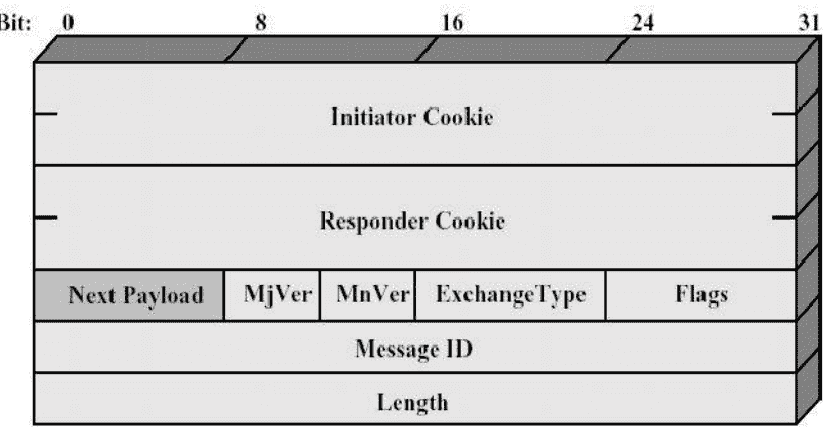 Bit: 0 8 16 24 31
Initiator Cookie
Responder Cookie
Next Payload MjVer MnVer ExchangeType Flags
Message ID
Length